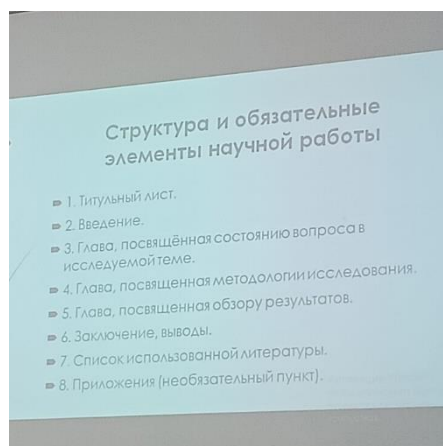 Структура и обязательные
элементы научной работы
1. Титульный лист.
2. Введение.
3. Глава, посвящённая состоянию вопроса в
исследуемой теме.
4. Глава, посвященная методологии исследования.
5. Глава, посвященная обзору результатов.
6. Заключение, выводы.
7. Список использованной литературы.
8. Приложения (необязательный пункт).